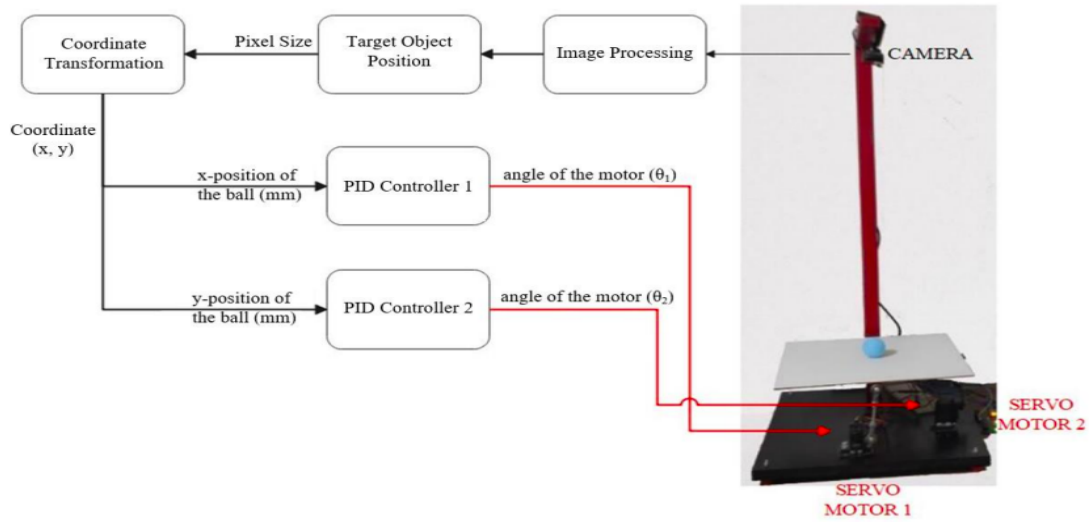 Coordinate
Transformation
Pixel Size
Target Object
Position
Image Processing
CAMERA
Coordinate
(x, y)
x-position of
the ball (mm)
PID Controller 1
angle of the motor (θ₁)
y-position of
the ball (mm)
PID Controller 2
angle of the motor (θ₂)
SERVO
MOTOR 2
SERVO
MOTOR 1